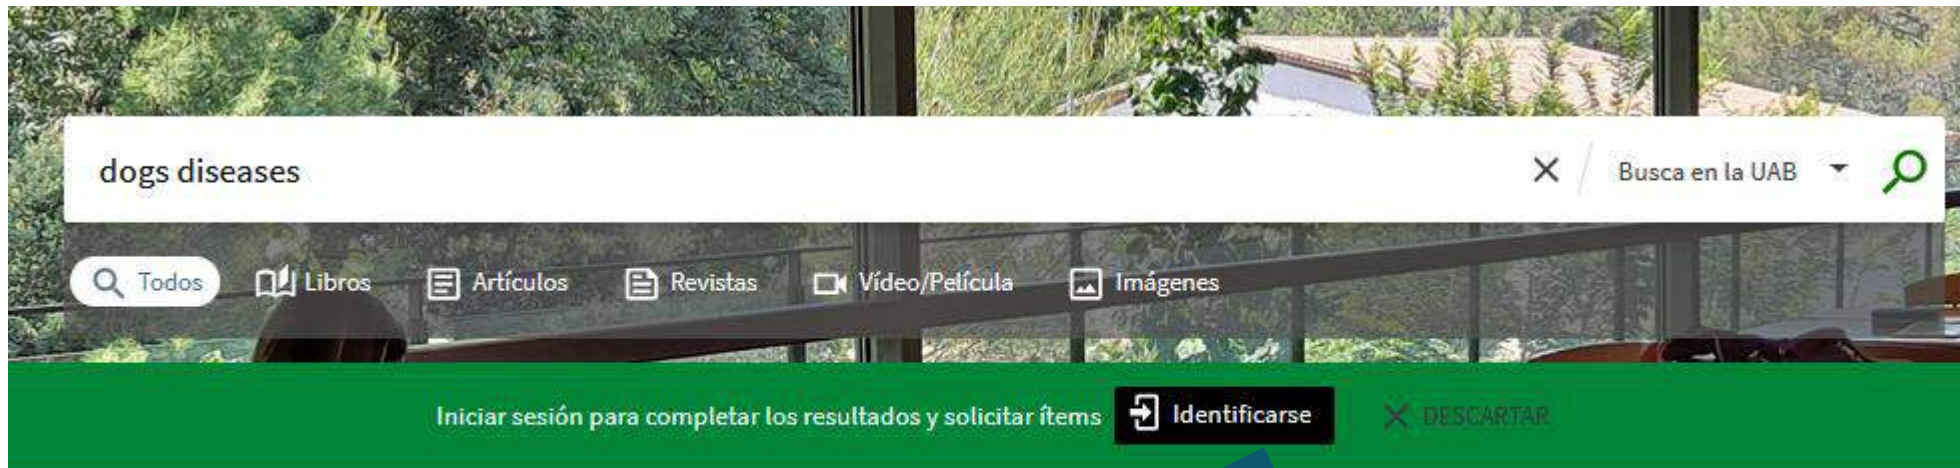 dogs diseases
Busca en la UAB
Todos Libros Artículos Revistas Vídeo/Película Imágenes
Iniciar sesión para completar los resultados y solicitar ítems Identificarse DESCARTAR